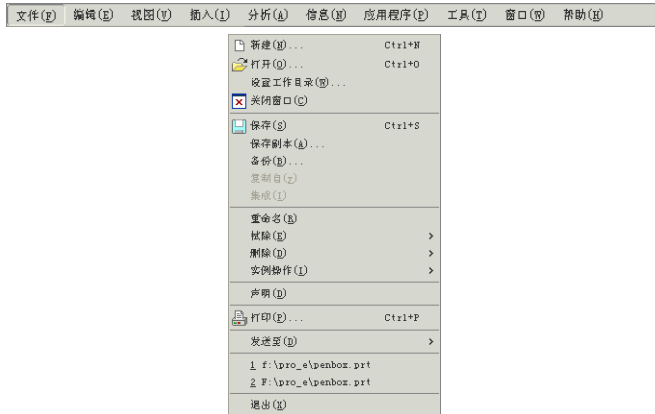 文件(F) 编辑(E) 视图(V) 插入(I) 分析(A) 信息(N) 应用程序(P) 工具(T) 窗口(W) 帮助(H)
新建(N)... Ctrl+N
打开(O)... Ctrl+O
设置工作目录(W)...
关闭窗口(C)
保存(S) Ctrl+S
保存副本(A)...
备份(B)...
复制自(Z)
集成(I)
重命名(R)
拭除(E)
删除(D)
实例操作(I)
声明(D)
打印(P)... Ctrl+P
发送至(D)
1 f:\pro_e\penbox.prt
2 F:\pro_e\penbox.prt
退出(X)